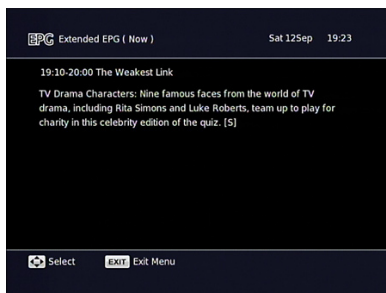 EPG Extended EPG ( Now ) Sat 12Sep 19:23
19:10-20:00 The Weakest Link
TV Drama Characters: Nine famous faces from the world of TV
drama, including Rita Simons and Luke Roberts, team up to play for
charity in this celebrity edition of the quiz. [S]
Select EXIT Exit Menu